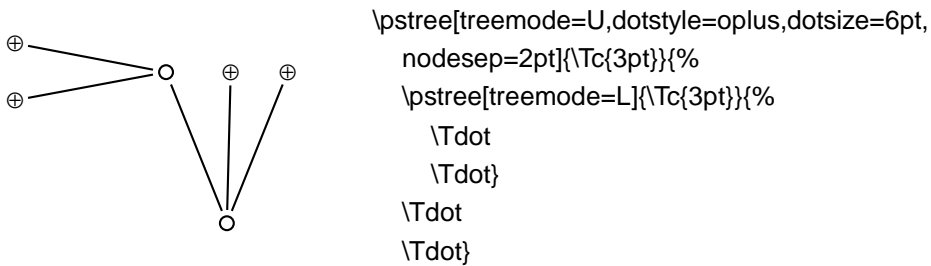 \pstree[treemode=U,dotstyle=oplus,dotsize=6pt,
nodesep=2pt]{\Tc{3pt}}{%
\pstree[treemode=L]{\Tc{3pt}}{%
\Tdot
\Tdot}
\Tdot
\Tdot}